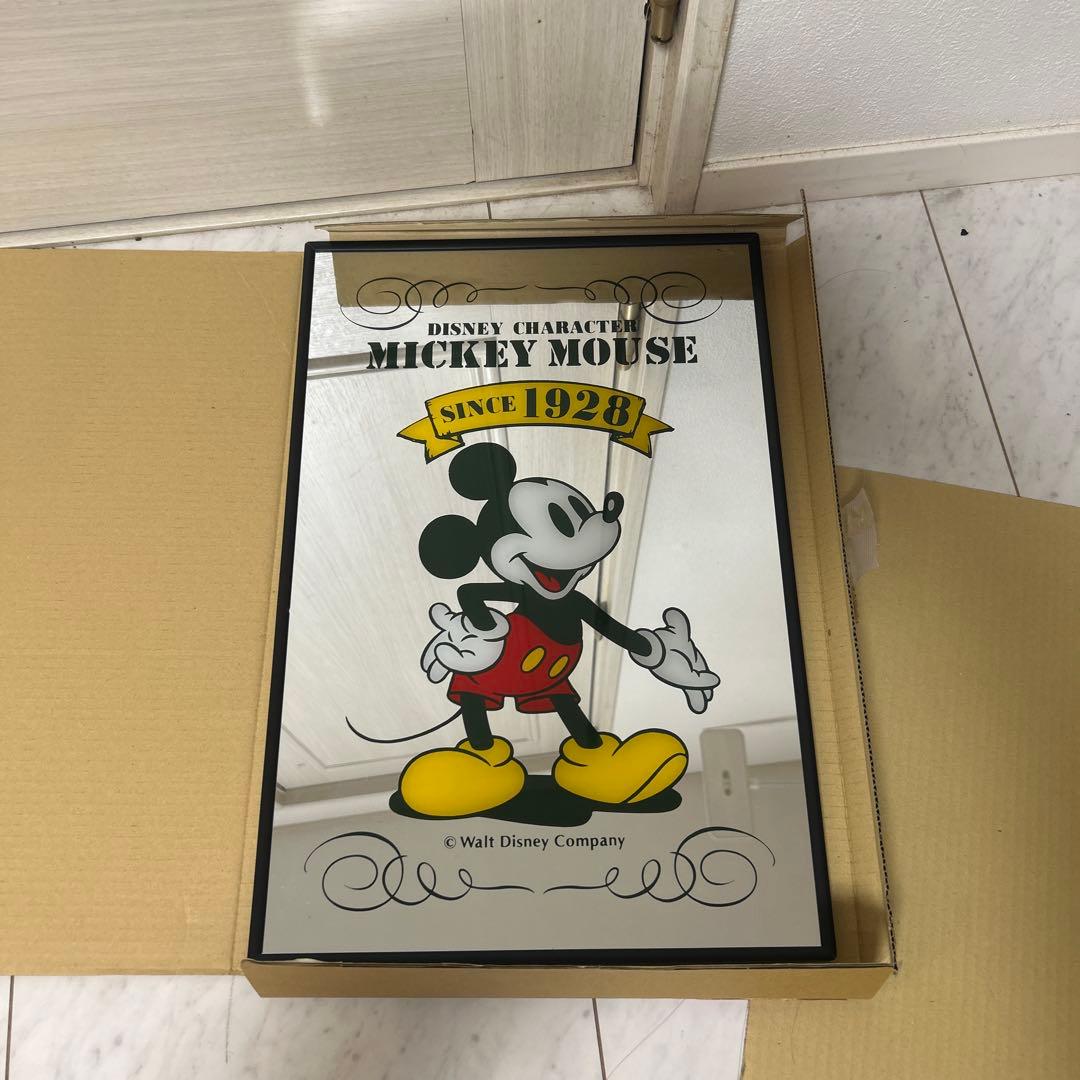 DISNEY CHARACTER
MICKEY MOUSE
SINCE 1928
© Walt Disney Company